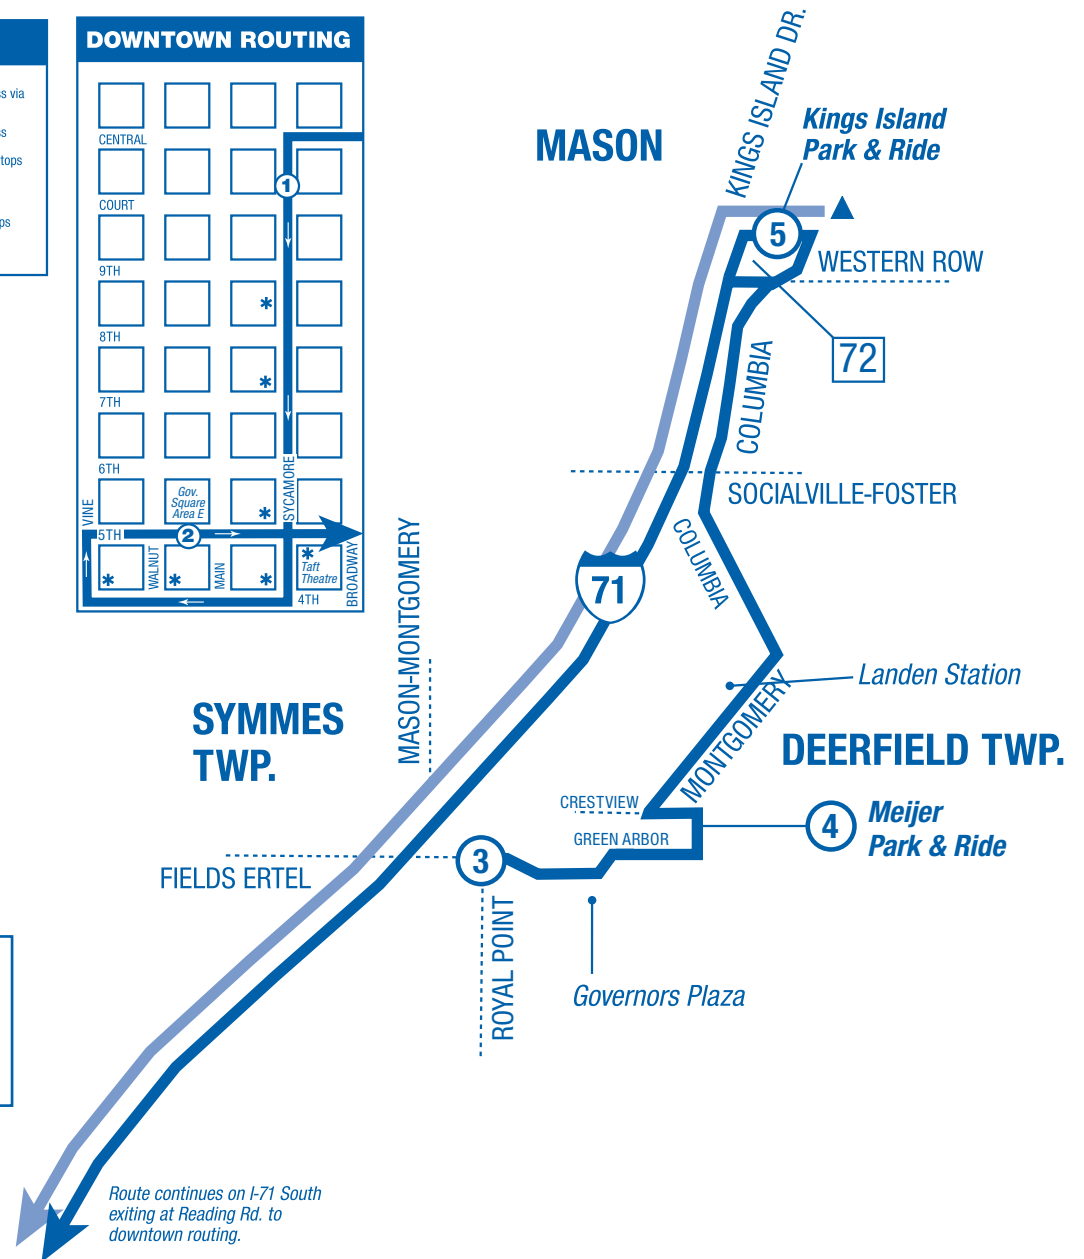 s via
s
tops
ps
DOWNTOWN ROUTING
CENTRAL
1
COURT
9TH
*
8TH
*
7TH
6TH
VINE
Gov.
Square
Area E
*
SYCAMORE
5TH
2
*
WALNUT
*
MAIN
*
*
Taft
Theatre
BROADWAY
4TH
MASON
KINGS ISLAND DR.
Kings Island
Park & Ride
5
WESTERN ROW
72
COLUMBIA
SOCIALVILLE-FOSTER
COLUMBIA
71
MASON-MONTGOMERY
Landen Station
MONTGOMERY
SYMMES
TWP.
DEERFIELD TWP.
CRESTVIEW
GREEN ARBOR
4
Meijer
Park & Ride
3
FIELDS ERTEL
ROYAL POINT
Governors Plaza
Route continues on I-71 South
exiting at Reading Rd. to
downtown routing.